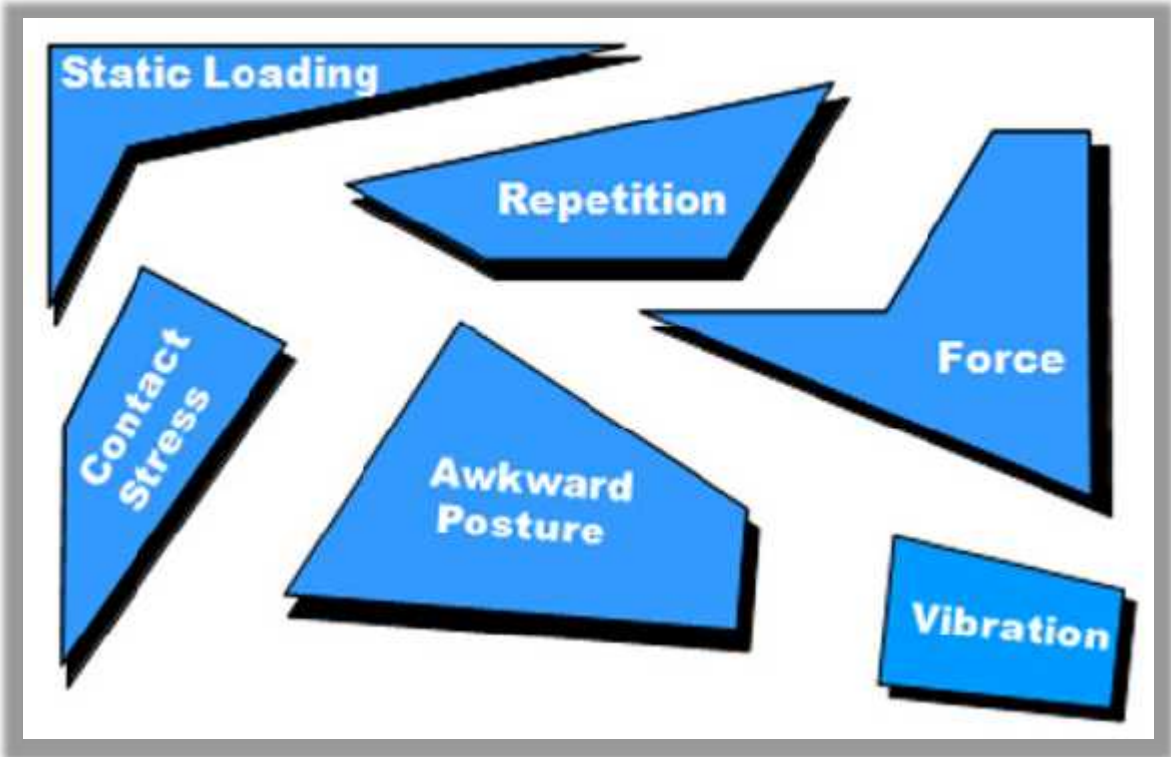 Static Loading
Repetition
Force
Contact
Stress
Awkward
Posture
Vibration